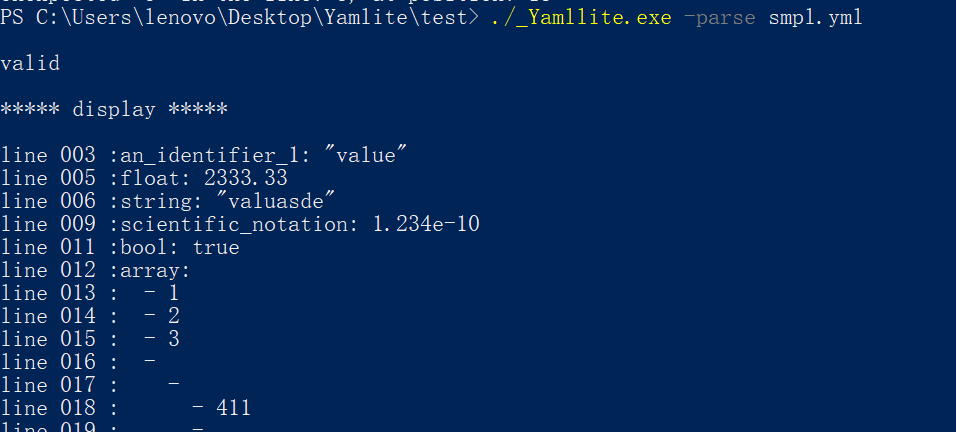 PS C:\Users\lenovo\Desktop\Yamlite\test> ./_Yamllite.exe -parse smpl.yml
valid
***** display *****
line 003 :an_identifier_1: "value"
line 005 :float: 2333.33
line 006 :string: "valuasde"
line 009 :scientific_notation: 1.234e-10
line 011 :bool: true
line 012 :array:
line 013 :  - 1
line 014 :  - 2
line 015 :  - 3
line 016 :  -
line 017 :    -
line 018 :      - 411
line 019 :      -